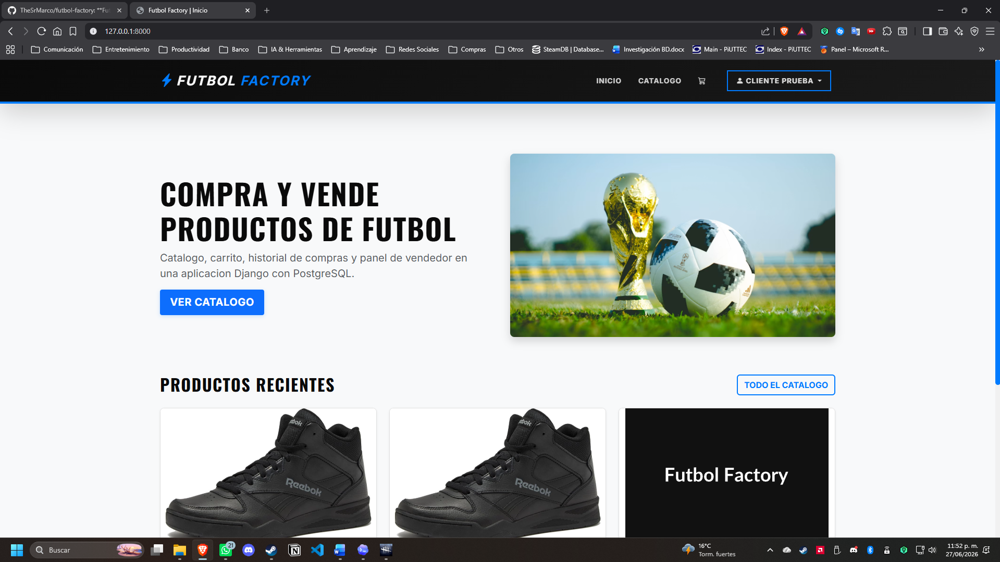 TheSrMarco/futbol-factory: **Fu
Futbol Factory | Inicio
127.0.0.1:8000
Comunicación
Entretenimiento
Productividad
Banco
IA & Herramientas
Aprendizaje
Redes Sociales
Compras
Otros
SteamDB | Database...
Investigación BD.docx
Main - PiUTTEC
Index - PiUTTEC
Panel – Microsoft R...
FUTBOL FACTORY
INICIO
CATALOGO
CLIENTE PRUEBA
COMPRA Y VENDE
PRODUCTOS DE FUTBOL
Catalogo, carrito, historial de compras y panel de vendedor en
una aplicacion Django con PostgreSQL.
VER CATALOGO
adidas
PRODUCTOS RECIENTES
TODO EL CATALOGO
Reebok
Reebok
Reebok
Reebok
Futbol Factory
Buscar
21
16°C
Torm. fuertes
11:52 p. m.
27/06/2026